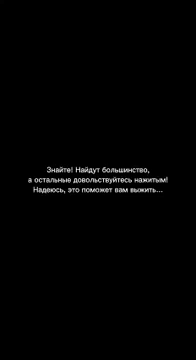 Знайте! Найдут большинство,
а остальные довольствуйтесь нажитым!
Надеюсь, это поможет вам выжить...